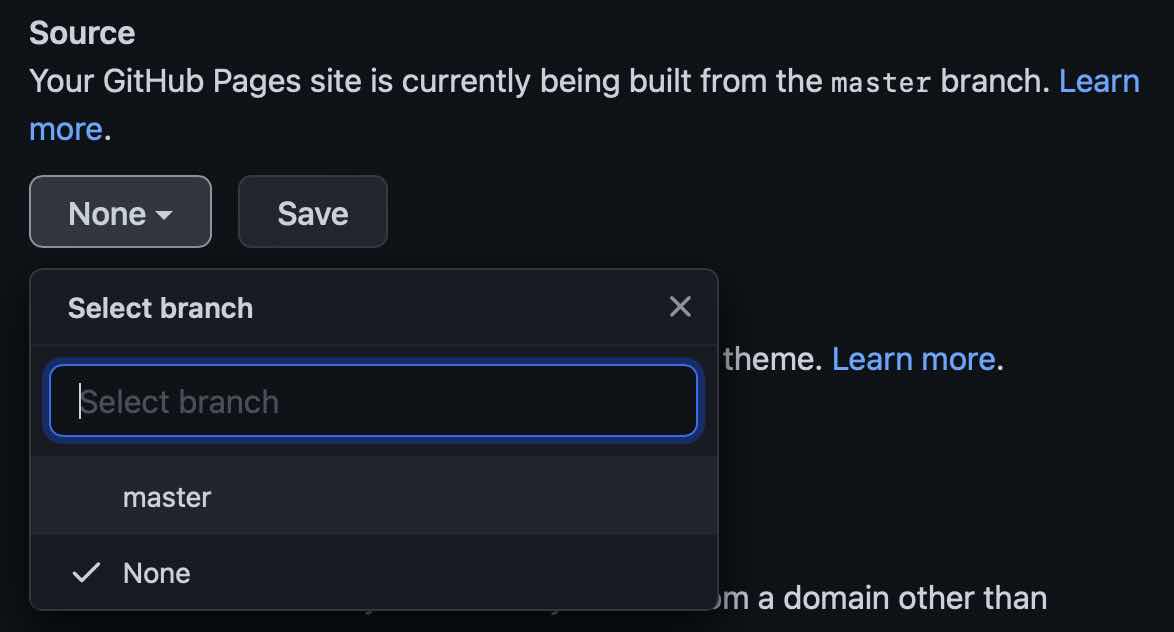 Source
Your GitHub Pages site is currently being built from the master branch. Learn
more.
None
Save
Select branch
theme. Learn more.
Select branch
master
None
om a domain other than